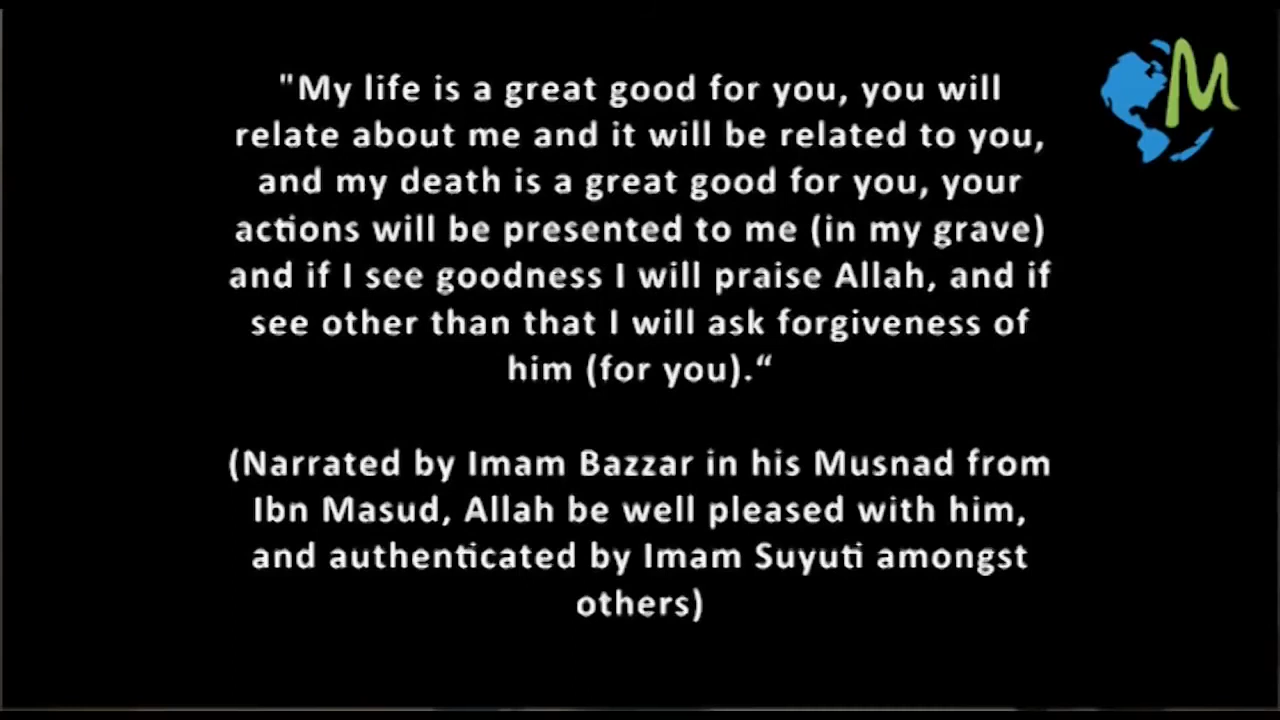 "My life is a great good for you, you will
relate about me and it will be related to you,
and my death is a great good for you, your
actions will be presented to me (in my grave)
and if I see goodness I will praise Allah, and if
see other than that I will ask forgiveness of
him (for you).“
(Narrated by Imam Bazzar in his Musnad from
Ibn Masud, Allah be well pleased with him,
and authenticated by Imam Suyuti amongst
others)
M